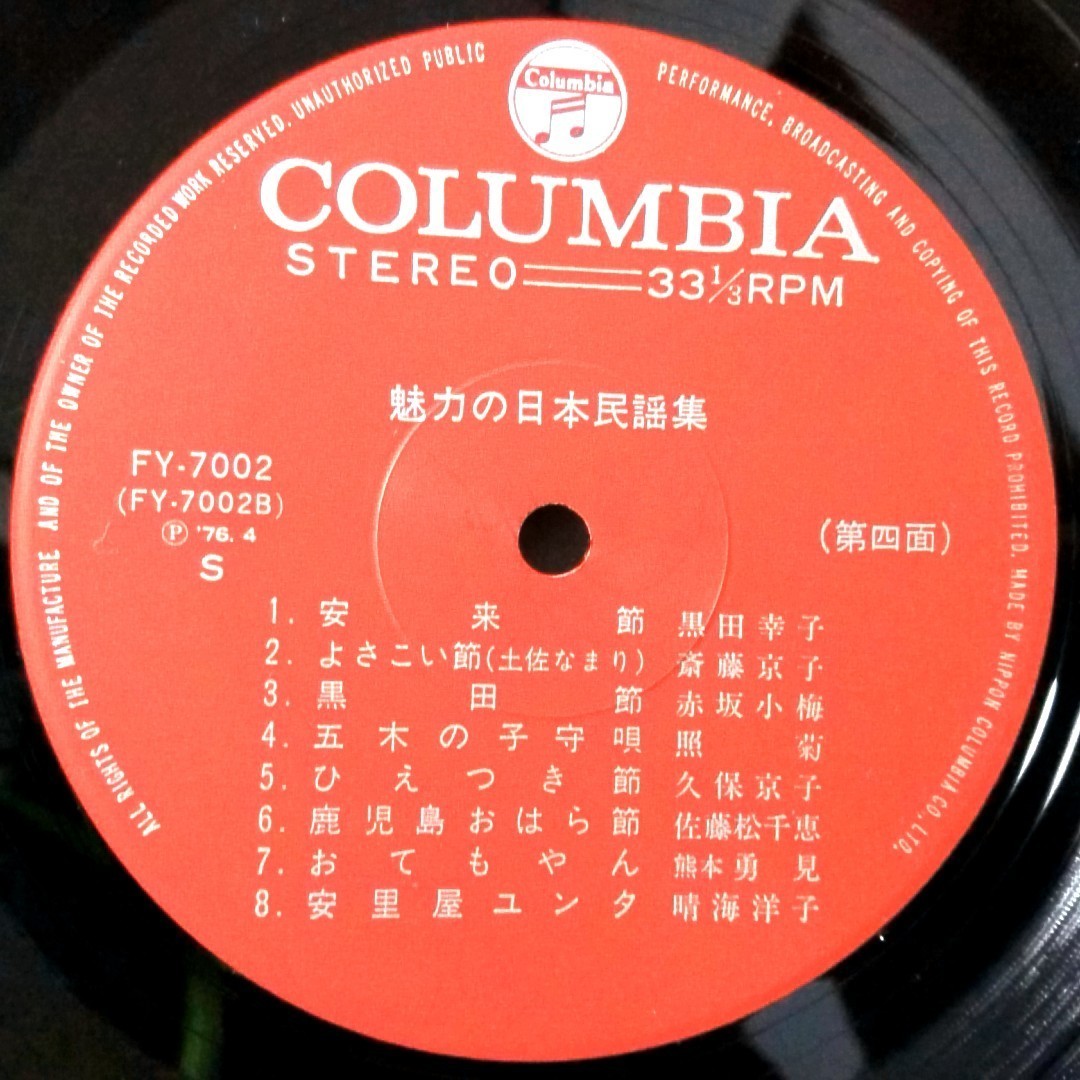 ALL RIGHTS OF THE MANUFACTURE AND OF THE OWNER OF THE RECORDED WORK RESERVED. UNAUTHORIZED PUBLIC PERFORMANCE, BROADCASTING AND COPYING OF THIS RECORD PROHIBITED. MADE BY NIPPON COLUMBIA CO., LTD.
Columbia
COLUMBIA
STEREO 33⅓RPM
魅力の日本民謡集
FY-7002
(FY-7002B)
Ⓟ '76. 4
S
(第四面)
1. 安来節 黒田幸子
2. よさこい節(土佐なまり) 斎藤京子
3. 黒田節 赤坂小梅
4. 五木の子守唄 照菊
5. ひえつき節 久保京子
6. 鹿児島おはら節 佐藤松千恵
7. おてもやん 熊本勇見
8. 安里屋ユンタ 晴海洋子